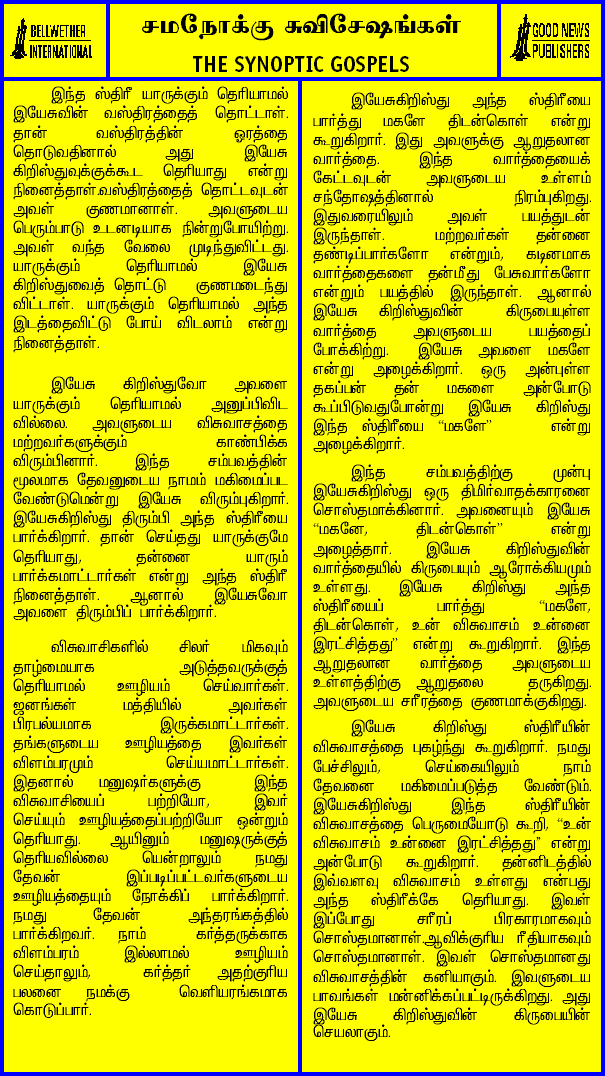 BELLWETHER
INTERNATIONAL
சமநோக்கு சுவிசேஷங்கள்
THE SYNOPTIC GOSPELS
GOOD NEWS
PUBLISHERS
இந்த ஸ்திரீ யாருக்கும் தெரியாமல்
இயேசுவின் வஸ்திரத்தைத் தொட்டாள்.
தான் வஸ்திரத்தின் ஓரத்தை
தொடுவதினால் அது இயேசு
கிறிஸ்துவுக்குக்கூட தெரியாது என்று
நினைத்தாள்.வஸ்திரத்தைத் தொட்டவுடன்
அவள் குணமானாள். அவளுடைய
பெரும்பாடு உடனடியாக நின்றுபோயிற்று.
அவள் வந்த வேலை முடிந்துவிட்டது.
யாருக்கும் தெரியாமல் இயேசு
கிறிஸ்துவைத் தொட்டு குணமடைந்து
விட்டாள். யாருக்கும் தெரியாமல் அந்த
இடத்தைவிட்டு போய் விடலாம் என்று
நினைத்தாள்.
இயேசு கிறிஸ்துவோ அவளை
யாருக்கும் தெரியாமல் அனுப்பிவிட
வில்லை. அவளுடைய விசுவாசத்தை
மற்றவர்களுக்கும் காண்பிக்க
விரும்பினார். இந்த சம்பவத்தின்
மூலமாக தேவனுடைய நாமம் மகிமைப்பட
வேண்டுமென்று இயேசு விரும்புகிறார்.
இயேசுகிறிஸ்து திரும்பி அந்த ஸ்திரீயை
பார்க்கிறார். தான் செய்தது யாருக்குமே
தெரியாது, தன்னை யாரும்
பார்க்கமாட்டார்கள் என்று அந்த ஸ்திரீ
நினைத்தாள். ஆனால் இயேசுவோ
அவளை திரும்பிப் பார்க்கிறார்.
விசுவாசிகளில் சிலர் மிகவும்
தாழ்மையாக அடுத்தவருக்குத்
தெரியாமல் ஊழியம் செய்வார்கள்.
ஜனங்கள் மத்தியில் அவர்கள்
பிரபல்யமாக இருக்கமாட்டார்கள்.
தங்களுடைய ஊழியத்தை இவர்கள்
விளம்பரமும் செய்யமாட்டார்கள்.
இதனால் மனுஷர்களுக்கு இந்த
விசுவாசியைப் பற்றியோ, இவர்
செய்யும் ஊழியத்தைப்பற்றியோ ஒன்றும்
தெரியாது. ஆயினும் மனுஷருக்குத்
தெரியவில்லை யென்றாலும் நமது
தேவன் இப்படிப்பட்டவர்களுடைய
ஊழியத்தையும் நோக்கிப் பார்க்கிறார்.
நமது தேவன் அந்தரங்கத்தில்
பார்க்கிறவர். நாம் கர்த்தருக்காக
விளம்பரம் இல்லாமல் ஊழியம்
செய்தாலும், கர்த்தர் அதற்குரிய
பலனை நமக்கு வெளியரங்கமாக
கொடுப்பார்.
இயேசுகிறிஸ்து அந்த ஸ்திரீயை
பார்த்து மகளே திடன்கொள் என்று
கூறுகிறார். இது அவளுக்கு ஆறுதலான
வார்த்தை. இந்த வார்த்தையைக்
கேட்டவுடன் அவளுடைய உள்ளம்
சந்தோஷத்தினால் நிரம்புகிறது.
இதுவரையிலும் அவள் பயத்துடன்
இருந்தாள். மற்றவர்கள் தன்னை
தண்டிப்பார்களோ என்றும், கடினமாக
வார்த்தைகளை தன்மீது பேசுவார்களோ
என்றும் பயத்தில் இருந்தாள். ஆனால்
இயேசு கிறிஸ்துவின் கிருபையுள்ள
வார்த்தை அவளுடைய பயத்தைப்
போக்கிற்று. இயேசு அவளை மகளே
என்று அழைக்கிறார். ஒரு அன்புள்ள
தகப்பன் தன் மகளை அன்போடு
கூப்பிடுவதுபோன்று இயேசு கிறிஸ்து
இந்த ஸ்திரீயை “மகளே” என்று
அழைக்கிறார்.
இந்த சம்பவத்திற்கு முன்பு
இயேசுகிறிஸ்து ஒரு திமிர்வாதக்காரனை
சொஸ்தமாக்கினார். அவனையும் இயேசு
“மகனே, திடன்கொள்” என்று
அழைத்தார். இயேசு கிறிஸ்துவின்
வார்த்தையில் கிருபையும் ஆரோக்கியமும்
உள்ளது. இயேசு கிறிஸ்து அந்த
ஸ்திரீயைப் பார்த்து “மகளே,
திடன்கொள், உன் விசுவாசம் உன்னை
இரட்சித்தது” என்று கூறுகிறார். இந்த
ஆறுதலான வார்த்தை அவளுடைய
உள்ளத்திற்கு ஆறுதலை தருகிறது.
அவளுடைய சரீரத்தை குணமாக்குகிறது.
இயேசு கிறிஸ்து ஸ்திரீயின்
விசுவாசத்தை புகழ்ந்து கூறுகிறார். நமது
பேச்சிலும், செய்கையிலும் நாம்
தேவனை மகிமைப்படுத்த வேண்டும்.
இயேசுகிறிஸ்து இந்த ஸ்திரீயின்
விசுவாசத்தை பெருமையோடு கூறி, “உன்
விசுவாசம் உன்னை இரட்சித்தது” என்று
அன்போடு கூறுகிறார். தன்னிடத்தில்
இவ்வளவு விசுவாசம் உள்ளது என்பது
அந்த ஸ்திரீக்கே தெரியாது. இவள்
இப்போது சரீரப் பிரகாரமாகவும்
சொஸ்தமானாள்.ஆவிக்குரிய ரீதியாகவும்
சொஸ்தமானாள். இவள் சொஸ்தமானது
விசுவாசத்தின் கனியாகும். இவளுடைய
பாவங்கள் மன்னிக்கப்பட்டிருக்கிறது. அது
இயேசு கிறிஸ்துவின் கிருபையின்
செயலாகும்.